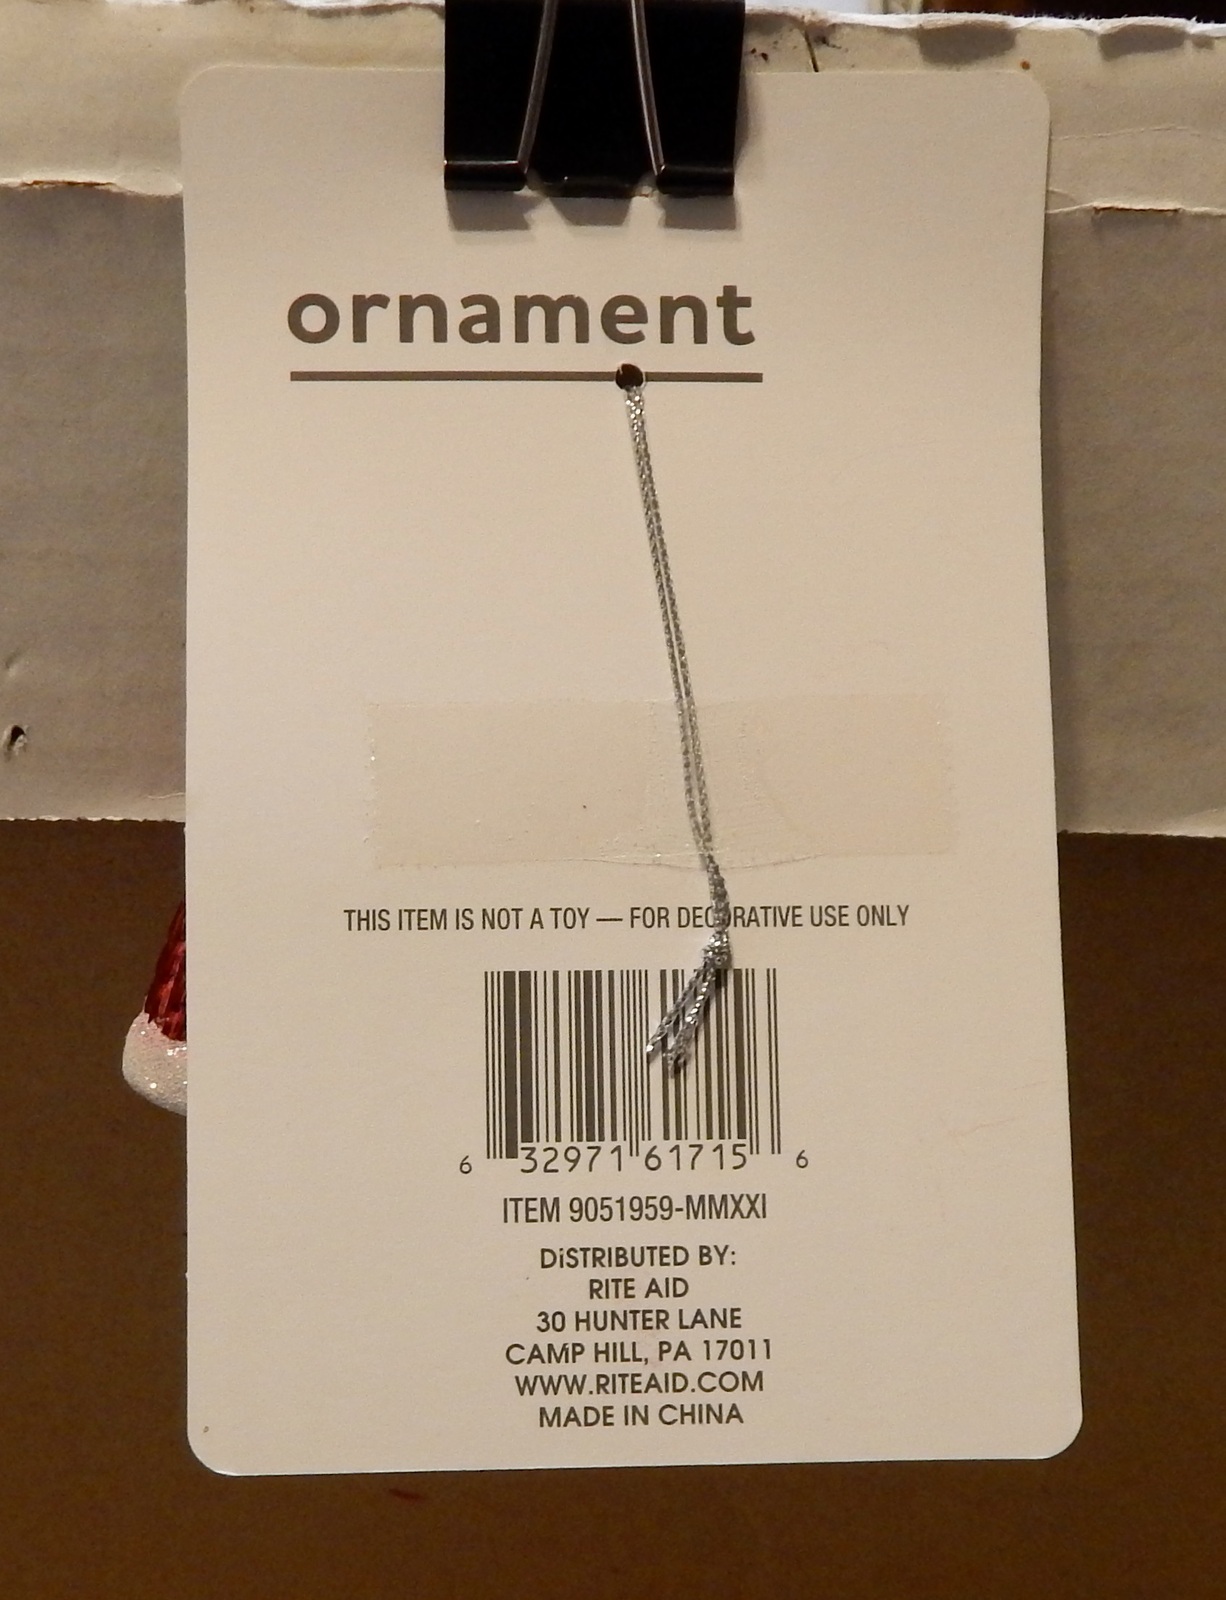 ornament
THIS ITEM IS NOT A TOY — FOR DECORATIVE USE ONLY
6 32971 61715 6
ITEM 9051959-MMXXI
DiSTRIBUTED BY:
RITE AID
30 HUNTER LANE
CAMP HILL, PA 17011
WWW.RITEAID.COM
MADE IN CHINA